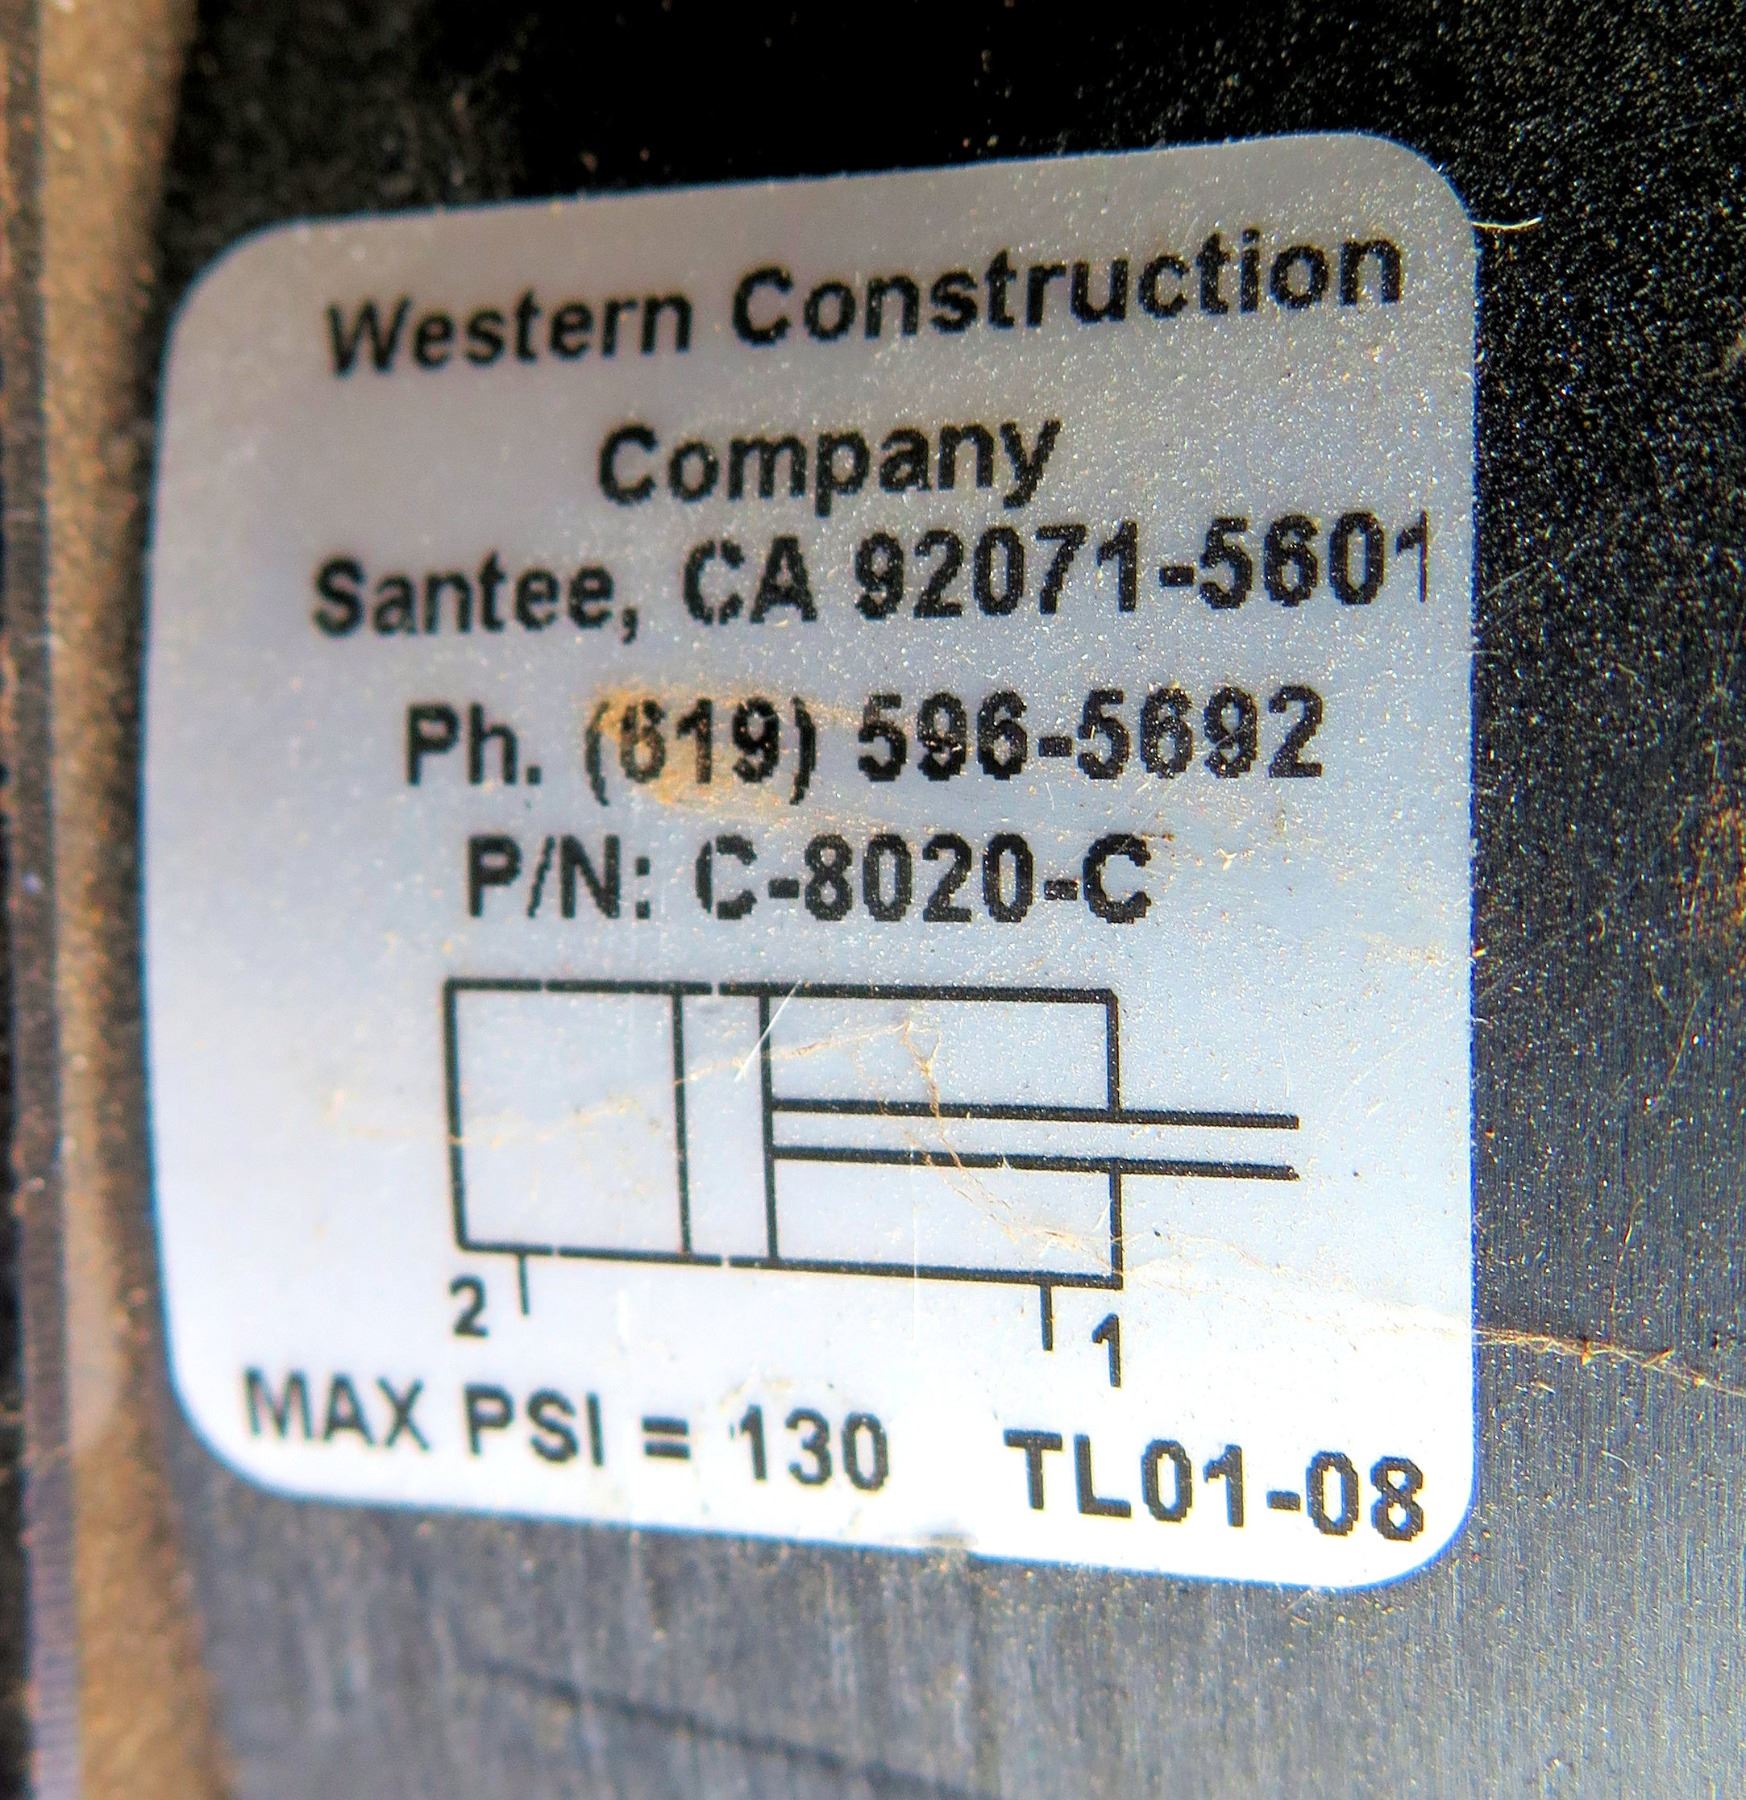 Western Construction
Company
Santee, CA 92071-5601
Ph. (619) 596-5692
P/N: C-8020-C
2
1
MAX PSI = 130 TL01-08